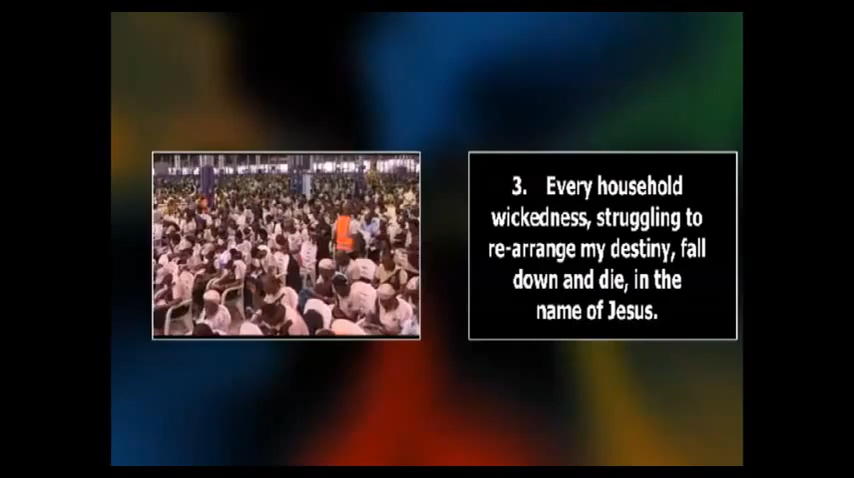 3. Every household
wickedness, struggling to
re-arrange my destiny, fall
down and die, in the
name of Jesus.